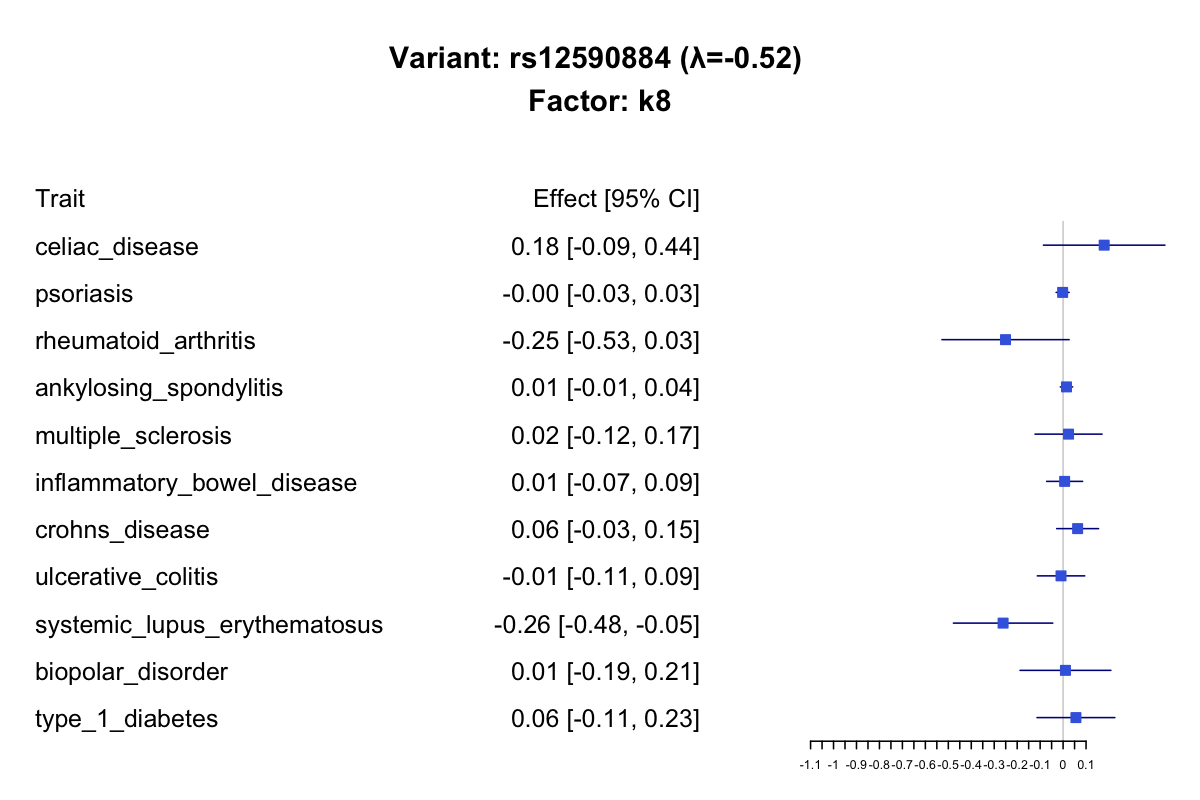 Variant: rs12590884 (λ=-0.52)
Factor: k8
Trait Effect [95% CI]
celiac_disease 0.18 [-0.09, 0.44]
psoriasis -0.00 [-0.03, 0.03]
rheumatoid_arthritis -0.25 [-0.53, 0.03]
ankylosing_spondylitis 0.01 [-0.01, 0.04]
multiple_sclerosis 0.02 [-0.12, 0.17]
inflammatory_bowel_disease 0.01 [-0.07, 0.09]
crohns_disease 0.06 [-0.03, 0.15]
ulcerative_colitis -0.01 [-0.11, 0.09]
systemic_lupus_erythematosus -0.26 [-0.48, -0.05]
biopolar_disorder 0.01 [-0.19, 0.21]
type_1_diabetes 0.06 [-0.11, 0.23]
-1.1 -1 -0.9 -0.8 -0.7 -0.6 -0.5 -0.4 -0.3 -0.2 -0.1 0 0.1